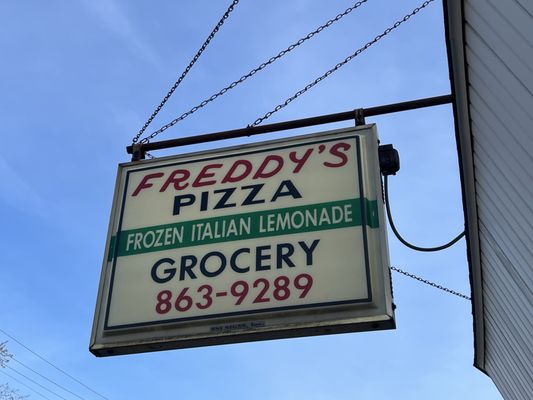 FREDDY'S
PIZZA
FROZEN ITALIAN LEMONADE
GROCERY
863-9289